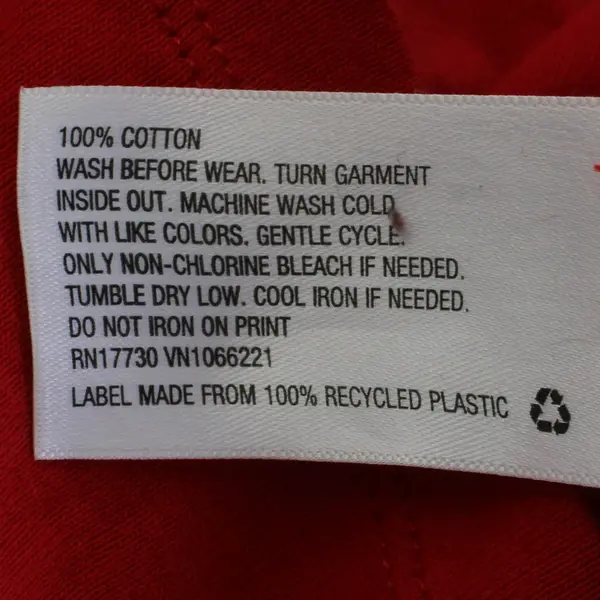 100% COTTON
WASH BEFORE WEAR. TURN GARMENT
INSIDE OUT. MACHINE WASH COLD
WITH LIKE COLORS. GENTLE CYCLE.
ONLY NON-CHLORINE BLEACH IF NEEDED.
TUMBLE DRY LOW. COOL IRON IF NEEDED.
DO NOT IRON ON PRINT
RN17730 VN1066221
LABEL MADE FROM 100% RECYCLED PLASTIC